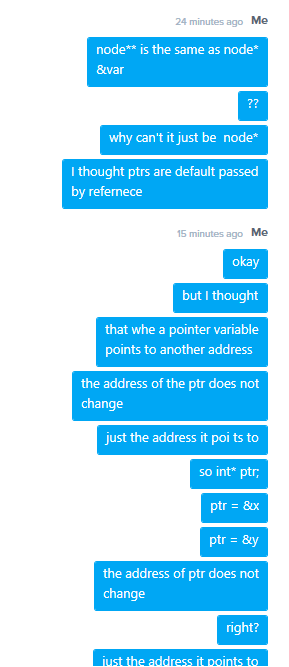 24 minutes ago Me
node** is the same as node*
&var
??
why can't it just be node*
I thought ptrs are default passed
by refernece
15 minutes ago Me
okay
but I thought
that whe a pointer variable
points to another address
the address of the ptr does not
change
just the address it poi ts to
so int* ptr;
ptr = &x
ptr = &y
the address of ptr does not
change
right?
just the address it points to